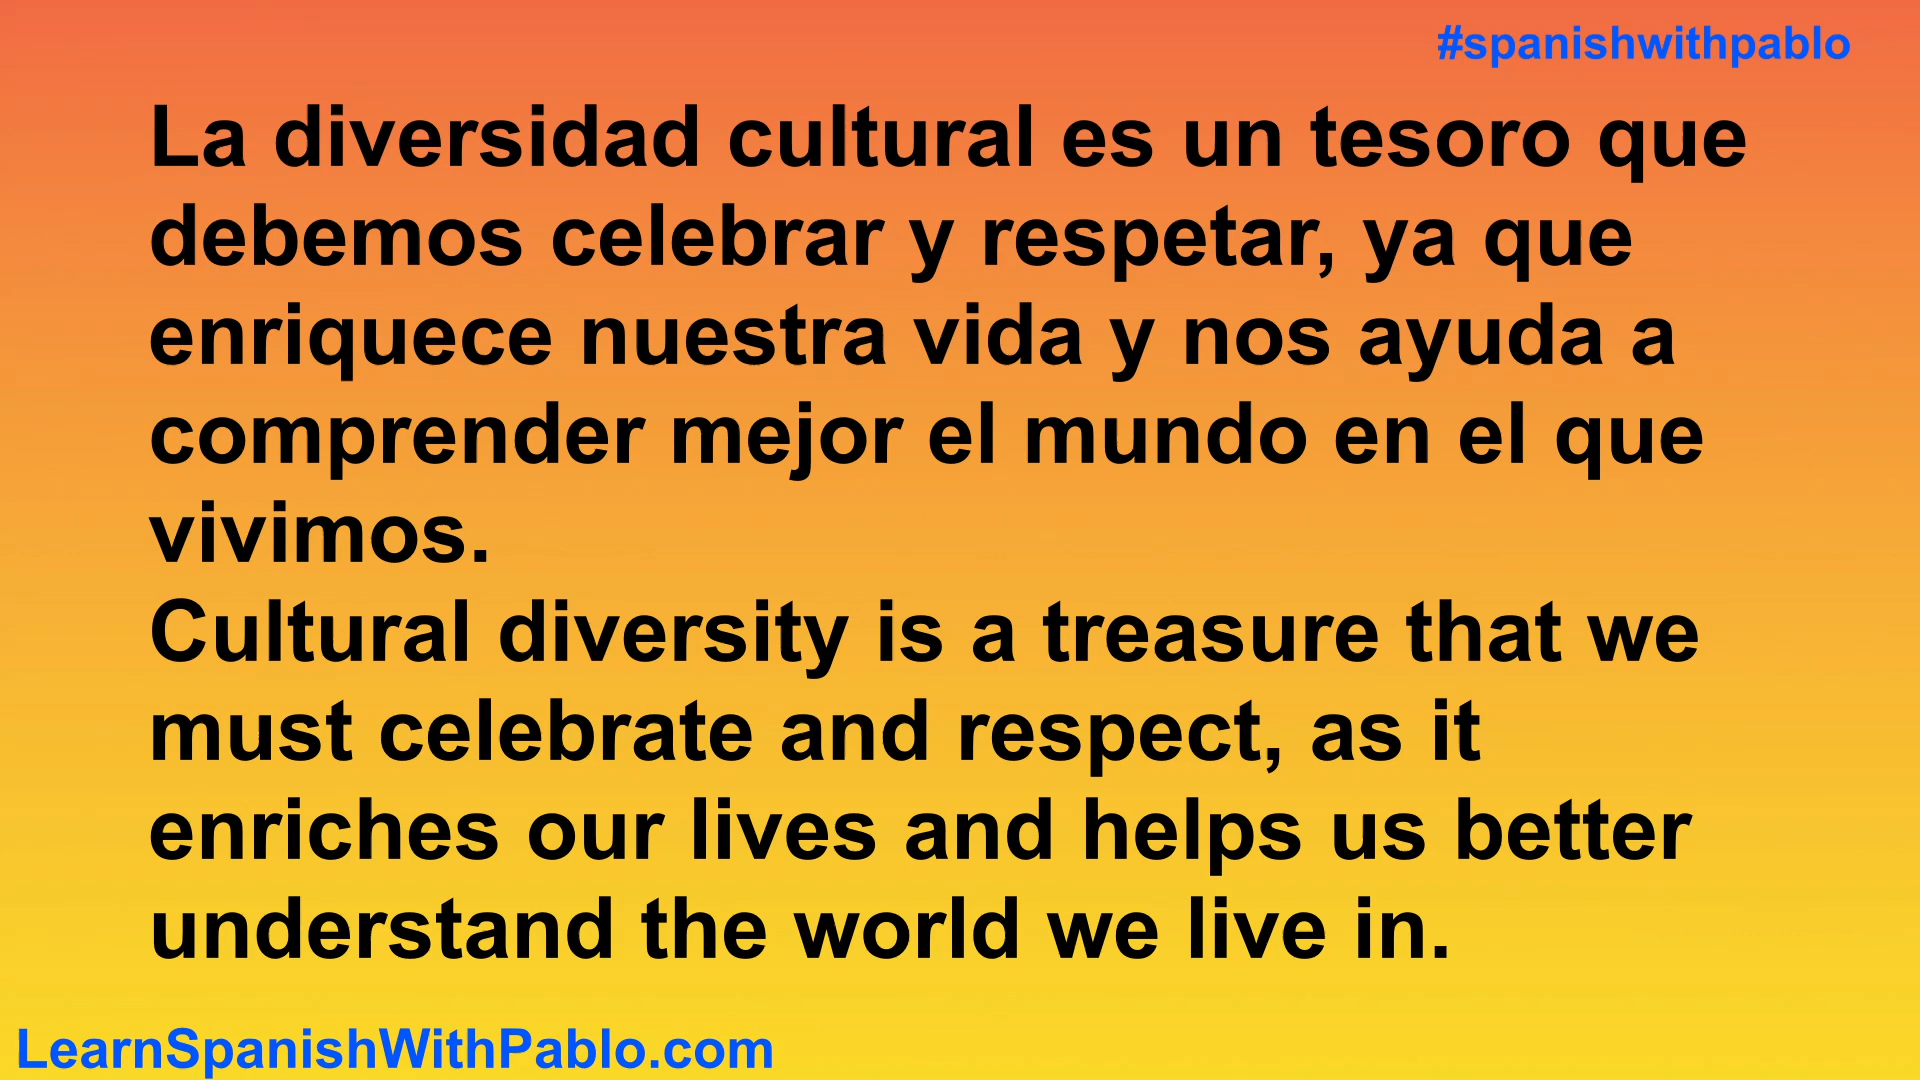 #spanishwithpablo
La diversidad cultural es un tesoro que
debemos celebrar y respetar, ya que
enriquece nuestra vida y nos ayuda a
comprender mejor el mundo en el que
vivimos.
Cultural diversity is a treasure that we
must celebrate and respect, as it
enriches our lives and helps us better
understand the world we live in.
LearnSpanishWithPablo.com